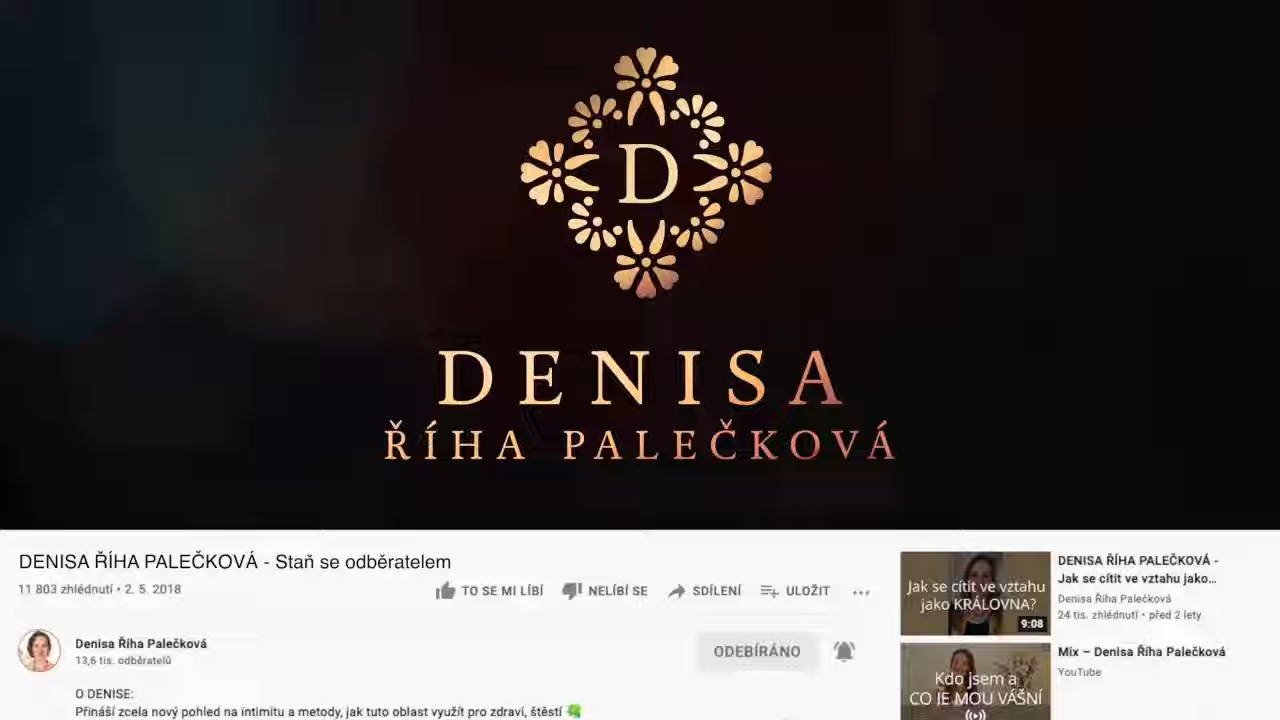 D
DENISA
ŘÍHA PALEČKOVÁ
DENISA ŘÍHA PALEČKOVÁ - Staň se odběratelem
11 803 zhlédnutí • 2. 5. 2018
TO SE MI LÍBÍ
NELÍBÍ SE
SDÍLENÍ
ULOŽIT
Denisa Říha Palečková
13,6 tis. odběratelů
ODEBÍRÁNO
O DENISE:
Přináší zcela nový pohled na intimitu a metody, jak tuto oblast využít pro zdraví, štěstí
Jak se cítit ve vztahu
jako KRÁLOVNA?
9:08
DENISA ŘÍHA PALEČKOVÁ -
Jak se cítit ve vztahu jako…
Denisa Říha Palečková
24 tis. zhlédnutí • před 2 lety
Kdo jsem a
CO JE MOU VÁŠNÍ
Mix – Denisa Říha Palečková
YouTube